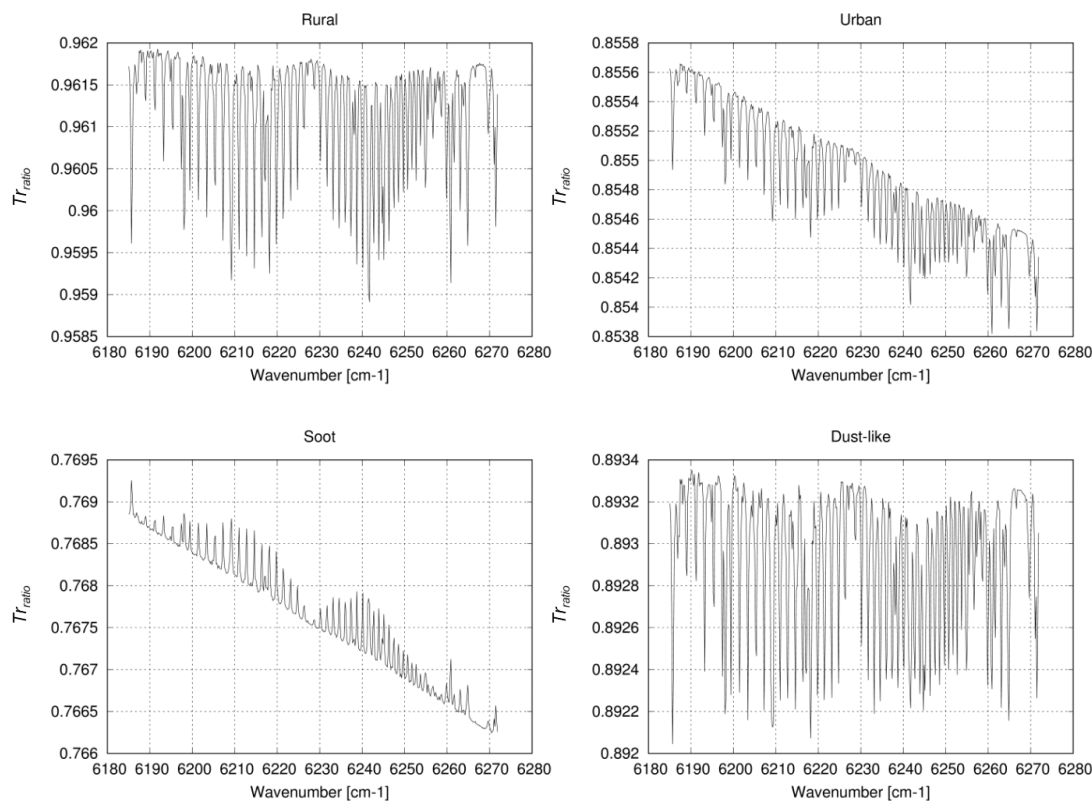 Rural
Tr_ratio
0.962
0.9615
0.961
0.9605
0.96
0.9595
0.959
0.9585
6180 6190 6200 6210 6220 6230 6240 6250 6260 6270 6280
Wavenumber [cm-1]
Urban
Tr_ratio
0.8558
0.8556
0.8554
0.8552
0.855
0.8548
0.8546
0.8544
0.8542
0.854
0.8538
6180 6190 6200 6210 6220 6230 6240 6250 6260 6270 6280
Wavenumber [cm-1]
Soot
Tr_ratio
0.7695
0.769
0.7685
0.768
0.7675
0.767
0.7665
0.766
6180 6190 6200 6210 6220 6230 6240 6250 6260 6270 6280
Wavenumber [cm-1]
Dust-like
Tr_ratio
0.8934
0.8932
0.893
0.8928
0.8926
0.8924
0.8922
0.892
6180 6190 6200 6210 6220 6230 6240 6250 6260 6270 6280
Wavenumber [cm-1]